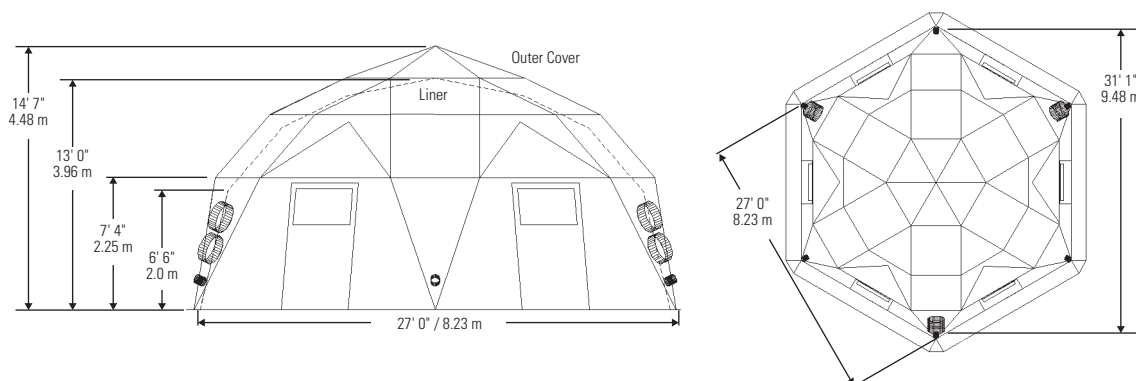 Outer Cover
Liner
14' 7"
4.48 m
13' 0"
3.96 m
7' 4"
2.25 m
6' 6"
2.0 m
27' 0" / 8.23 m
31' 1"
9.48 m
27' 0"
8.23 m